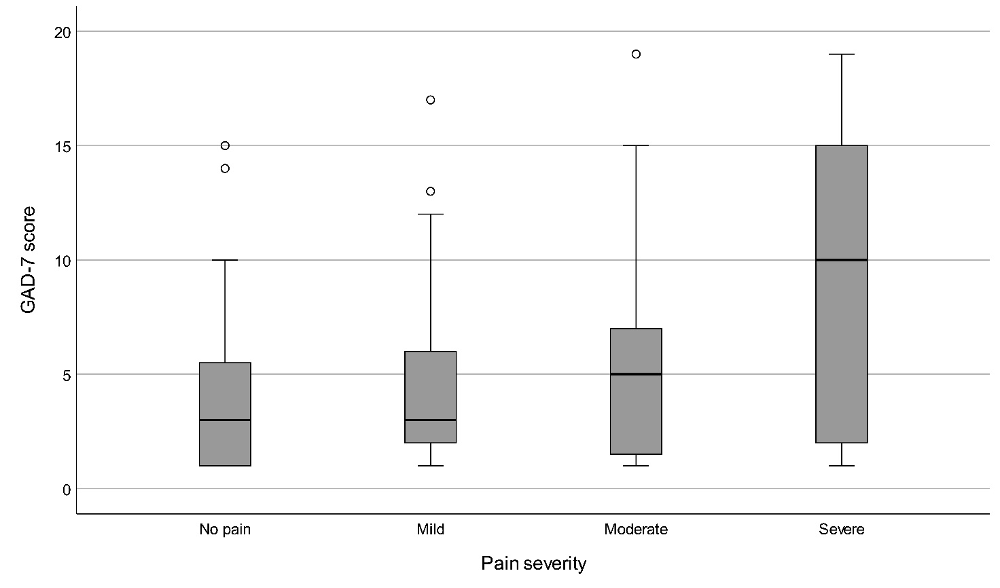 20
15
10
5
0
GAD-7 score
No pain
Mild
Moderate
Severe
Pain severity